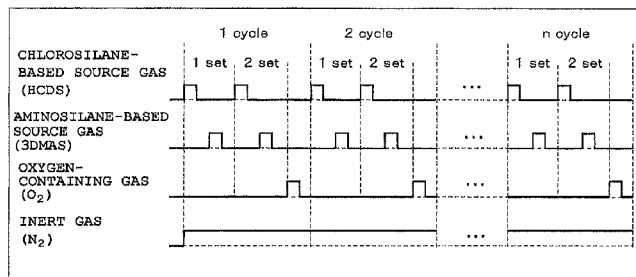 1 cycle 2 cycle n cycle
CHLOROSILANE-
BASED SOURCE GAS
(HCDS)
1 set 2 set 1 set 2 set ... 1 set 2 set
AMINOSILANE-BASED
SOURCE GAS
(3DMAS)
...
OXYGEN-
CONTAINING GAS
(O2)
...
INERT GAS
(N2)
...